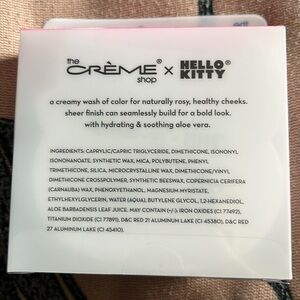 the CRÈME® shop × HELLO® KITTY
a creamy wash of color for naturally rosy, healthy cheeks.
sheer finish can seamlessly build for a bold look.
with hydrating & soothing aloe vera.
INGREDIENTS: CAPRYLIC/CAPRIC TRIGLYCERIDE, DIMETHICONE, ISONONYL
ISONONANOATE, SYNTHETIC WAX, MICA, POLYBUTENE, PHENYL
TRIMETHICONE, SILICA, MICROCRYSTALLINE WAX, DIMETHICONE/VINYL
DIMETHICONE CROSSPOLYMER, SYNTHETIC BEESWAX, COPERNICIA CERIFERA
(CARNAUBA) WAX, PHENOXYETHANOL, MAGNESIUM MYRISTATE,
ETHYLHEXYLGLYCERIN, WATER (AQUA), BUTYLENE GLYCOL, 1,2-HEXANEDIOL,
ALOE BARBADENSIS LEAF JUICE. MAY CONTAIN (+/-): IRON OXIDES (CI 77492),
TITANIUM DIOXIDE (CI 77891), D&C RED 21 ALUMINUM LAKE (CI 45380), D&C RED
27 ALUMINUM LAKE (CI 45410).